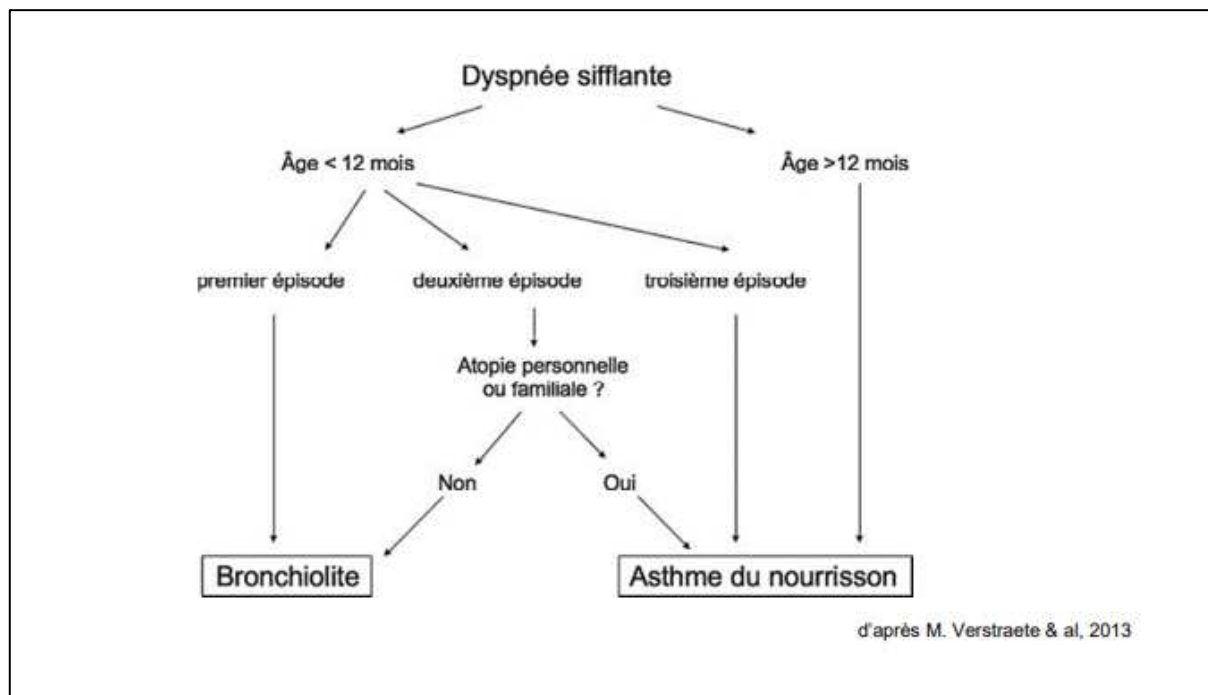 Dyspnée sifflante
Âge < 12 mois
Âge >12 mois
premier épisode
deuxième épisode
troisième épisode
Atopie personnelle
ou familiale ?
Non
Oui
Bronchiolite
Asthme du nourrisson
d'après M. Verstraete & al, 2013